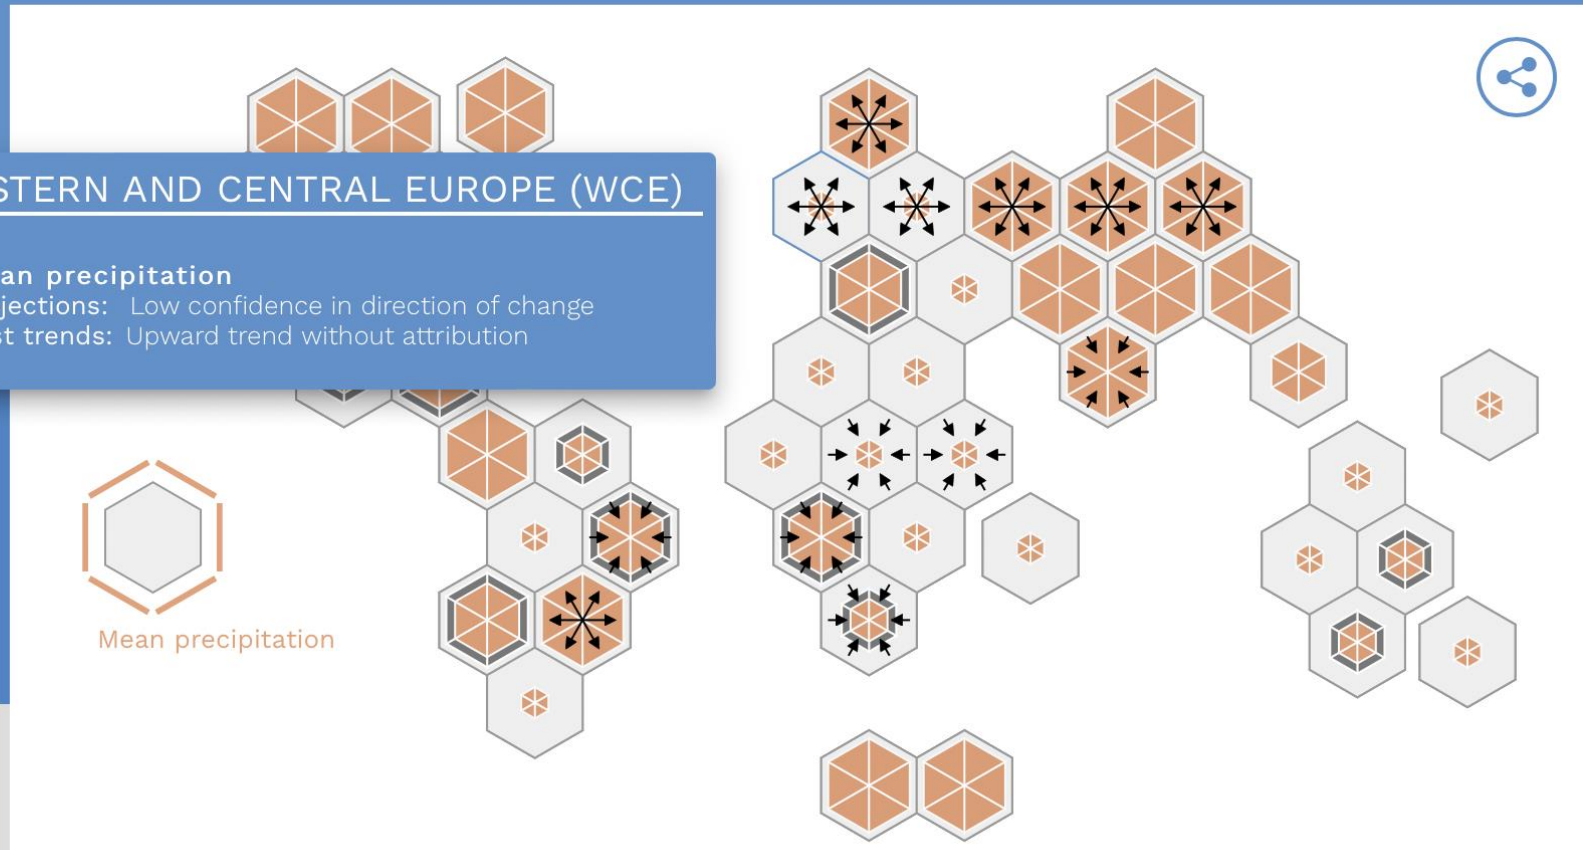 STERN AND CENTRAL EUROPE (WCE)
an precipitation
jections: Low confidence in direction of change
st trends: Upward trend without attribution
Mean precipitation